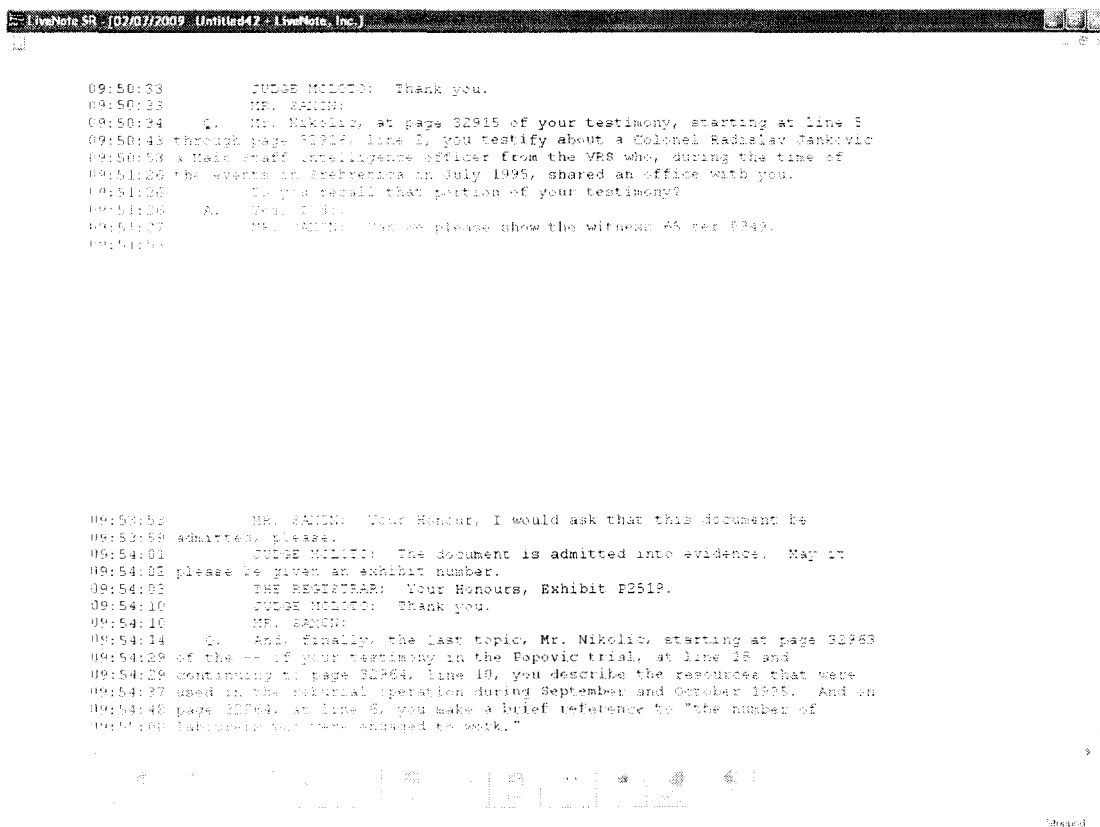 LiveNote SR - [02/07/2009 Untitled42 - LiveNote, Inc.]
09:50:33 JUDGE MOLOTO: Thank you.
09:50:33 MR. SAXON:
09:50:34 Q. Mr. Nikolic, at page 32915 of your testimony, starting at line 5
09:50:43 through page 32916, line 2, you testify about a Colonel Radislav Jankovic
09:50:58 a Main Staff intelligence officer from the VRS who, during the time of
09:51:26 the events in Srebrenica in July 1995, shared an office with you.
09:51:26 Do you recall that portion of your testimony?
09:51:26 A. Yes, I do.
09:51:27 MR. SAXON: Can we please show the witness 65 ter
09:53:53 MR. SAXON: Your Honour, I would ask that this document be
09:53:59 admitted, please.
09:54:01 JUDGE MOLOTO: The document is admitted into evidence. May it
09:54:02 please be given an exhibit number.
09:54:03 THE REGISTRAR: Your Honours, Exhibit P2519.
09:54:10 JUDGE MOLOTO: Thank you.
09:54:10 MR. SAXON:
09:54:14 Q. And, finally, the last topic, Mr. Nikolic, starting at page 32963
09:54:29 of the -- of your testimony in the Popovic trial, at line 18 and
09:54:29 continuing to page 32964, line 10, you describe the resources that were
09:54:37 used in the reburial operation during September and October 1995. And on
09:54:48 page 32964, at line 6, you make a brief reference to "the number of
09:55:00 labourers were engaged to work."